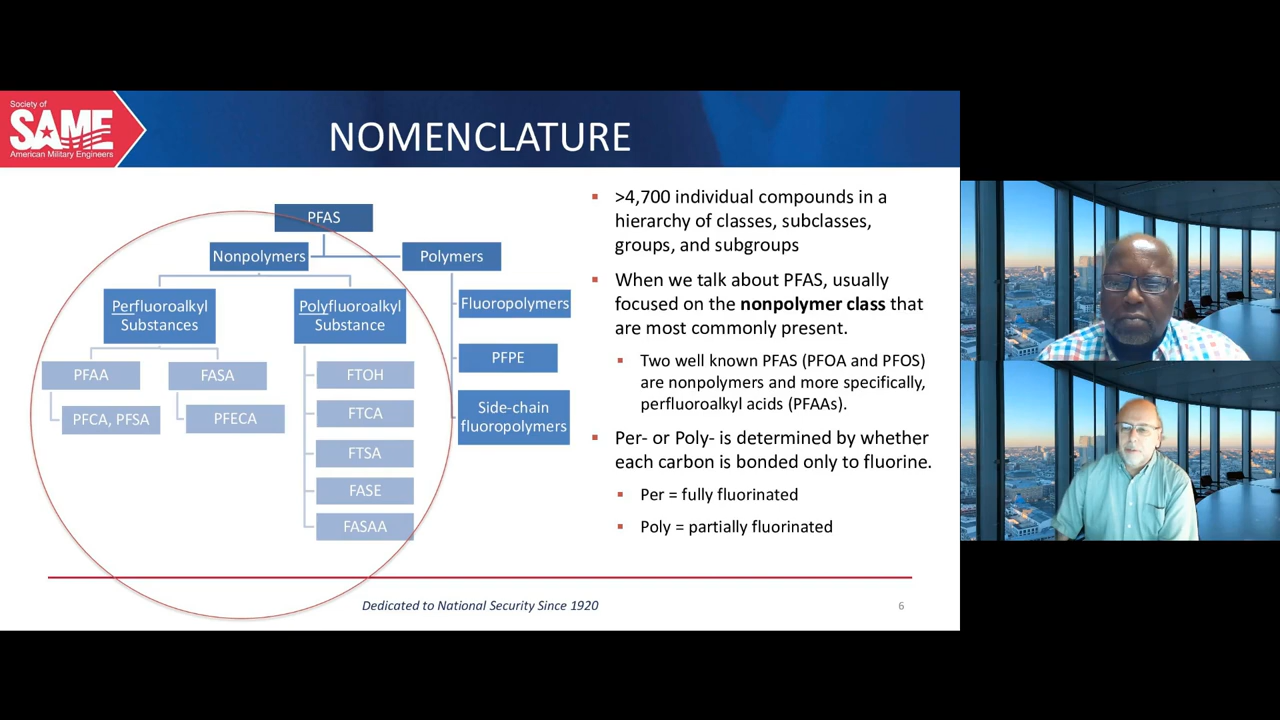 Society of
SAME
American Military Engineers
NOMENCLATURE
PFAS
Nonpolymers
Polymers
Perfluoroalkyl
Substances
Polyfluoroalkyl
Substance
Fluoropolymers
PFPE
Side-chain
fluoropolymers
PFAA
FASA
PFCA, PFSA
PFECA
FTOH
FTCA
FTSA
FASE
FASAA
>4,700 individual compounds in a
hierarchy of classes, subclasses,
groups, and subgroups
When we talk about PFAS, usually
focused on the nonpolymer class that
are most commonly present.
Two well known PFAS (PFOA and PFOS)
are nonpolymers and more specifically,
perfluoroalkyl acids (PFAAs).
Per- or Poly- is determined by whether
each carbon is bonded only to fluorine.
Per = fully fluorinated
Poly = partially fluorinated
Dedicated to National Security Since 1920
6